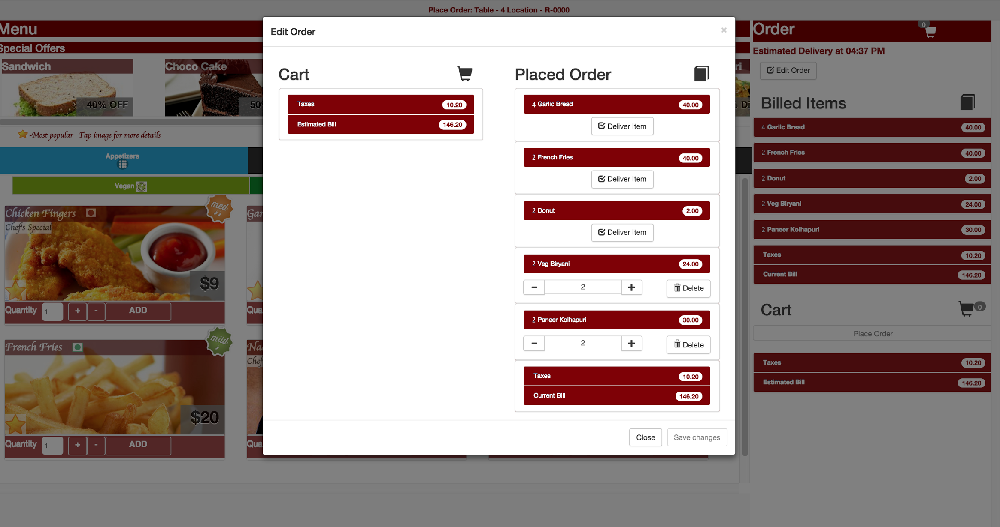 Place Order: Table - 4 Location - R-0000
Menu
Special Offers
Sandwich
40% OFF
Choco Cake
50
-Most popular Tap image for more details
Appetizers
Vegan
Chicken Fingers
med
Chef's Special
$9
Quantity 1 + - ADD
French Fries
mild
$20
Quantity 1 + - ADD
Gar
Qua
Na
Chef
Qua
Edit Order ×
Cart
Taxes 10.20
Estimated Bill 146.20
Placed Order
4 Garlic Bread 40.00
Deliver Item
2 French Fries 40.00
Deliver Item
2 Donut 2.00
Deliver Item
2 Veg Biryani 24.00
- 2 + Delete
2 Paneer Kolhapuri 30.00
- 2 + Delete
Taxes 10.20
Current Bill 146.20
Close Save changes
ri
Di
Order 0
Estimated Delivery at 04:37 PM
Edit Order
Billed Items
4 Garlic Bread 40.00
2 French Fries 40.00
2 Donut 2.00
2 Veg Biryani 24.00
2 Paneer Kolhapuri 30.00
Taxes 10.20
Current Bill 146.20
Cart 0
Place Order
Taxes 10.20
Estimated Bill 146.20